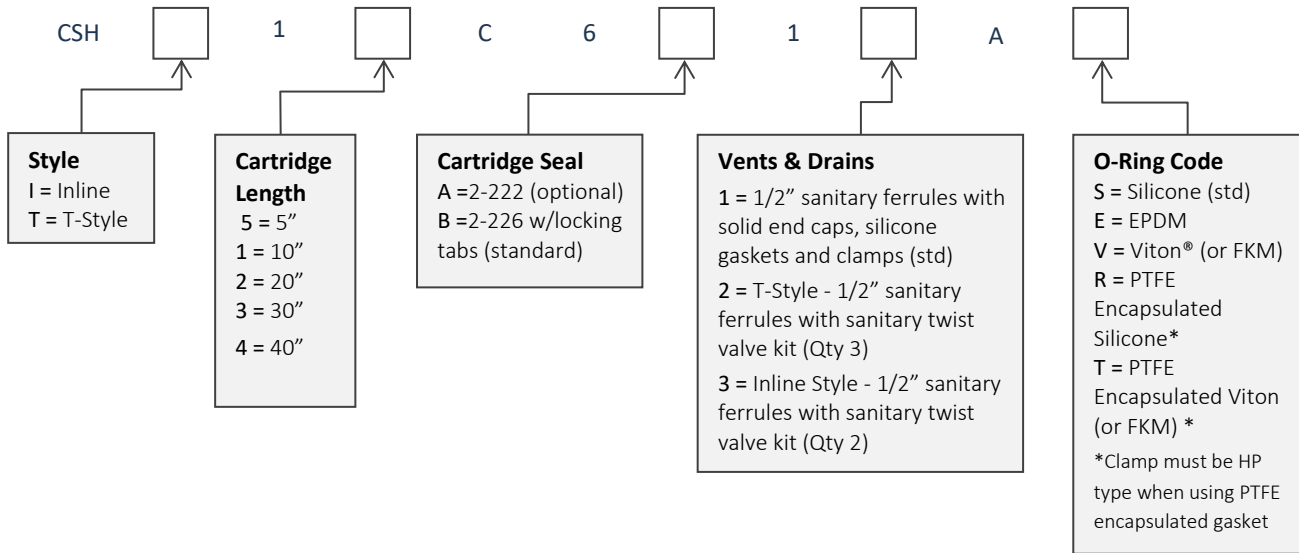 CSH 1 C 6 1 A
Style
I = Inline
T = T-Style
Cartridge
Length
5 = 5”
1 = 10”
2 = 20”
3 = 30”
4 = 40”
Cartridge Seal
A =2-222 (optional)
B =2-226 w/locking
tabs (standard)
Vents & Drains
1 = 1/2” sanitary ferrules with
solid end caps, silicone
gaskets and clamps (std)
2 = T-Style - 1/2” sanitary
ferrules with sanitary twist
valve kit (Qty 3)
3 = Inline Style - 1/2” sanitary
ferrules with sanitary twist
valve kit (Qty 2)
O-Ring Code
S = Silicone (std)
E = EPDM
V = Viton® (or FKM)
R = PTFE
Encapsulated
Silicone*
T = PTFE
Encapsulated Viton
(or FKM) *
*Clamp must be HP
type when using PTFE
encapsulated gasket